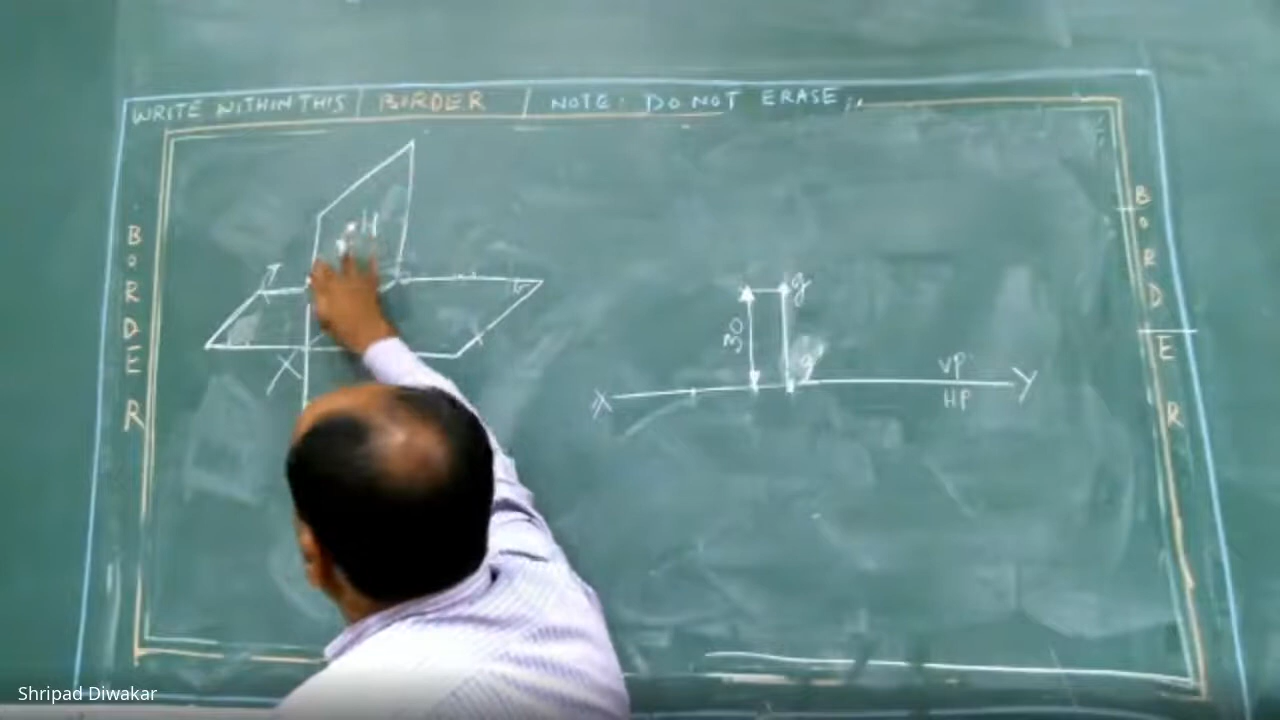 WRITE WITHIN THIS BORDER NOTE: DO NOT ERASE
BORDER
BORDER
H
X
30
g
g'
X
VP
HP
Y
Shripad Diwakar